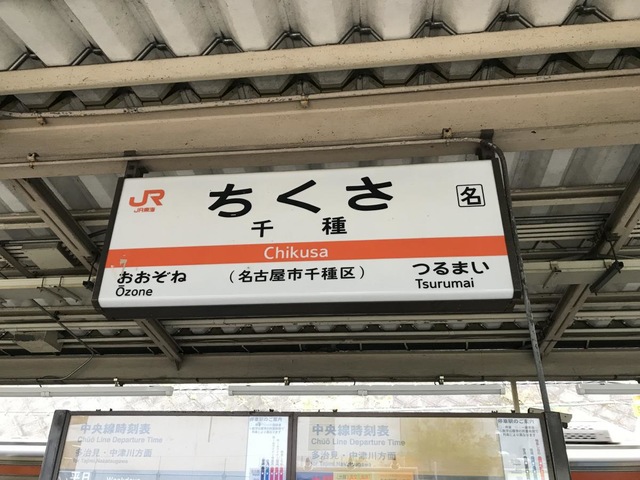 JR
JR東海
ちくさ
名
千種
Chikusa
おおぞね
（名古屋市千種区）
つるまい
Ōzone
Tsurumai
中央線時刻表
Chūō Line Departure Time
多治見・中津川方面
平日
中央線時刻表
Chūō Line Departure Time
多治見・中津川方面